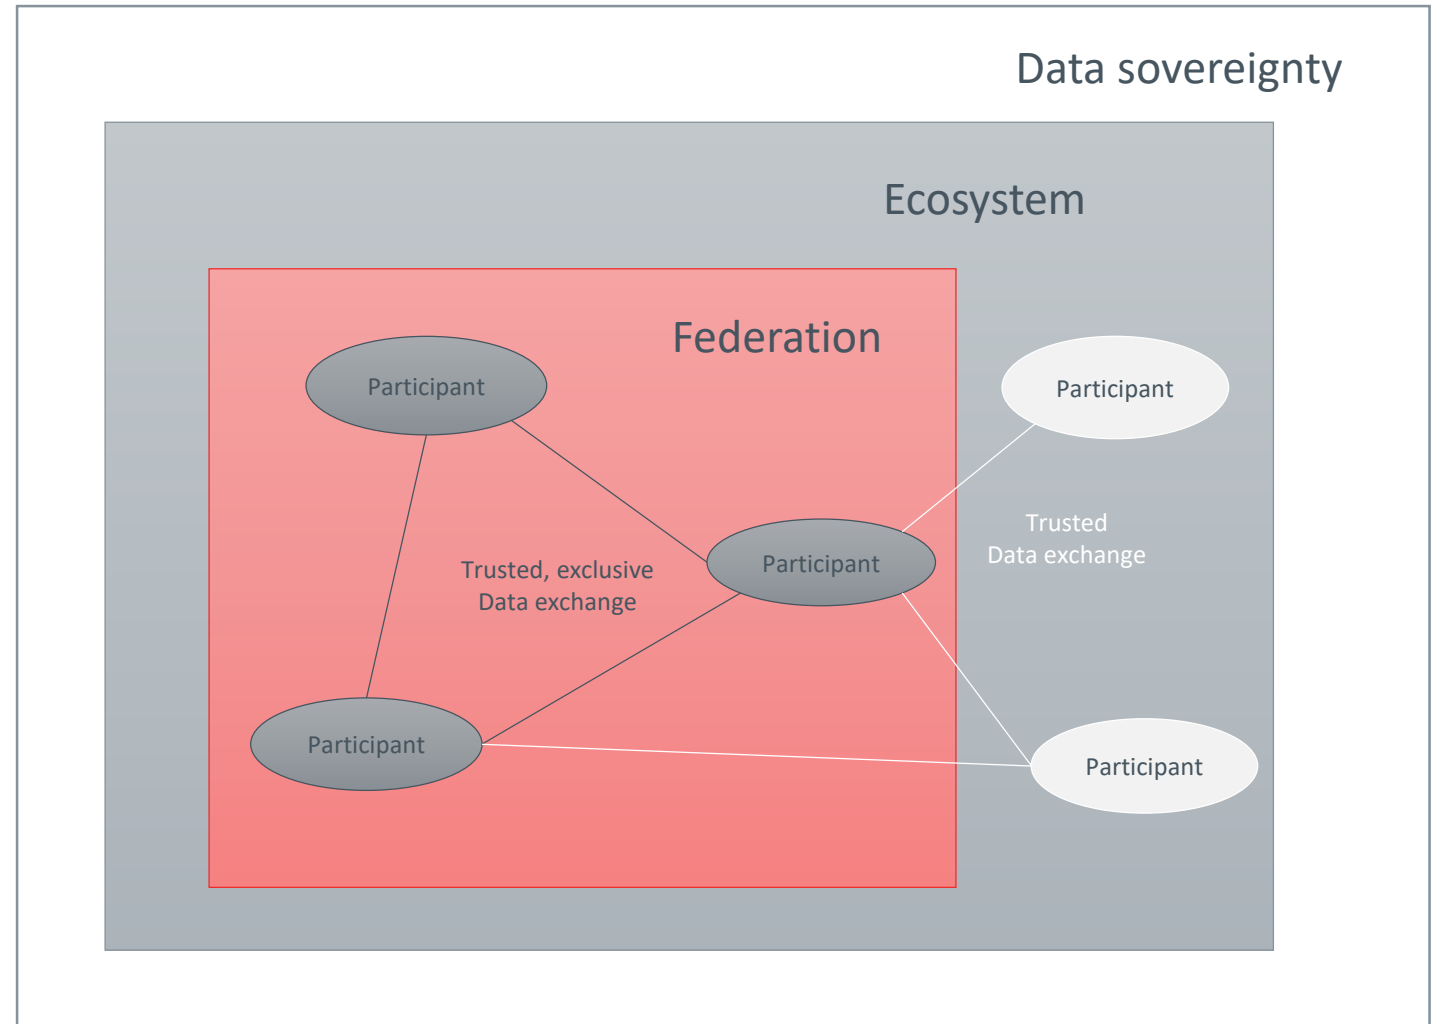 Data sovereignty
Ecosystem
Federation
Participant
Participant
Trusted
Data exchange
Participant
Trusted, exclusive
Data exchange
Participant
Participant